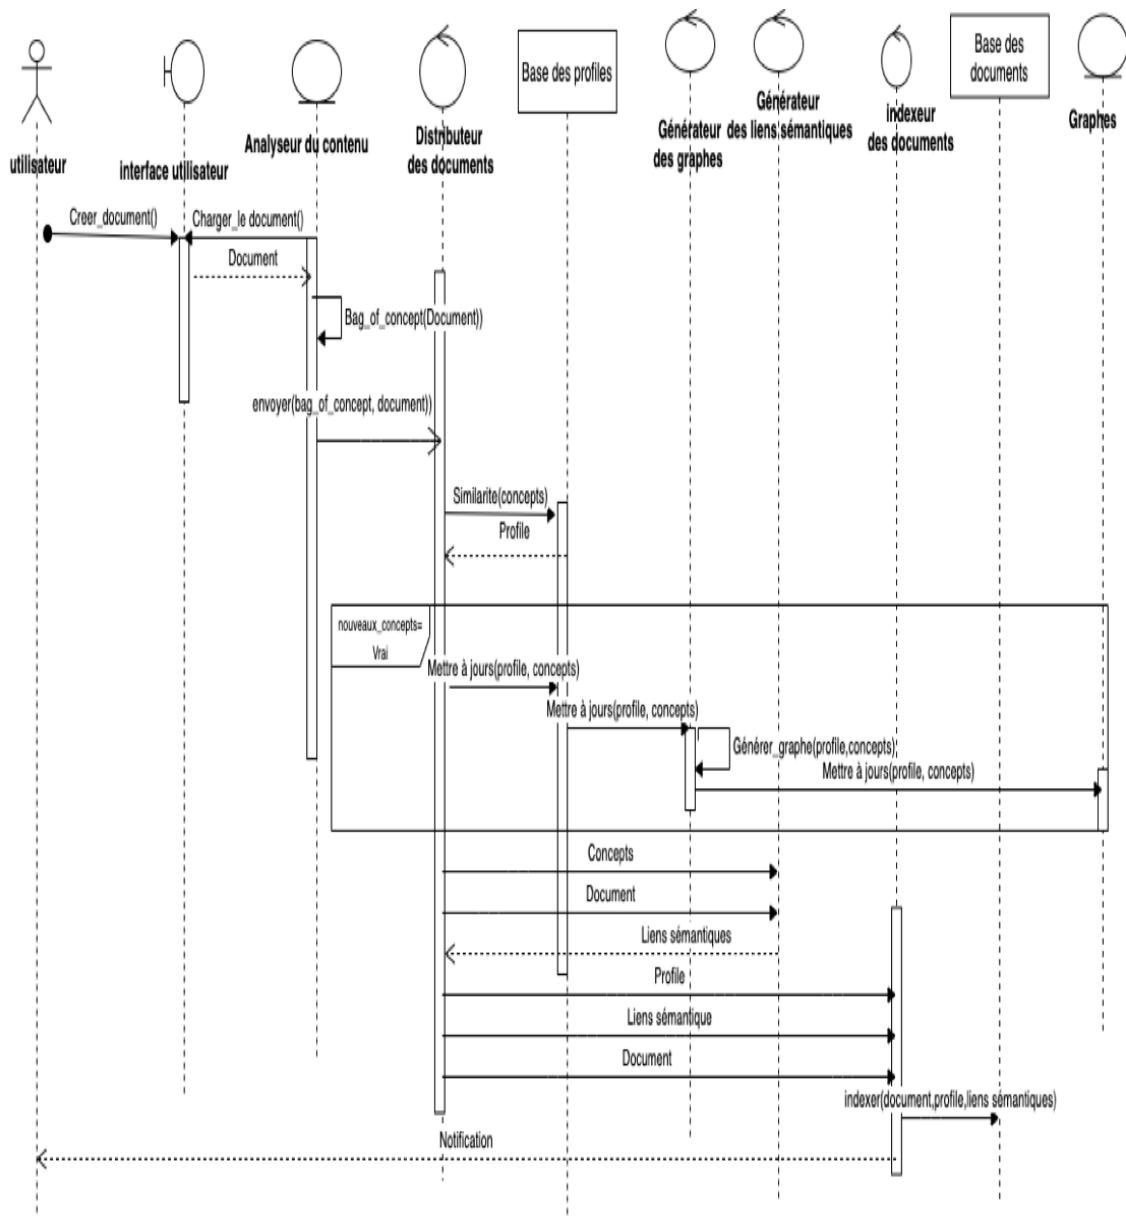 utilisateur
interface utilisateur
Analyseur du contenu
Distributeur
des documents
Base des profiles
Générateur
des graphes
Générateur
des liens sémantiques
indexeur
des documents
Base des
documents
Graphes
Creer_document()
Charger_le document()
Document
Bag_of_concept(Document))
envoyer(bag_of_concept, document))
Similarite(concepts)
Profile
nouveaux_concepts=
Vrai
Mettre à jours(profile, concepts)
Mettre à jours(profile, concepts)
Générer_graphe(profile,concepts)
Mettre à jours(profile, concepts)
Concepts
Document
Liens sémantiques
Profile
Liens sémantique
Document
indexer(document,profile,liens sémantiques)
Notification